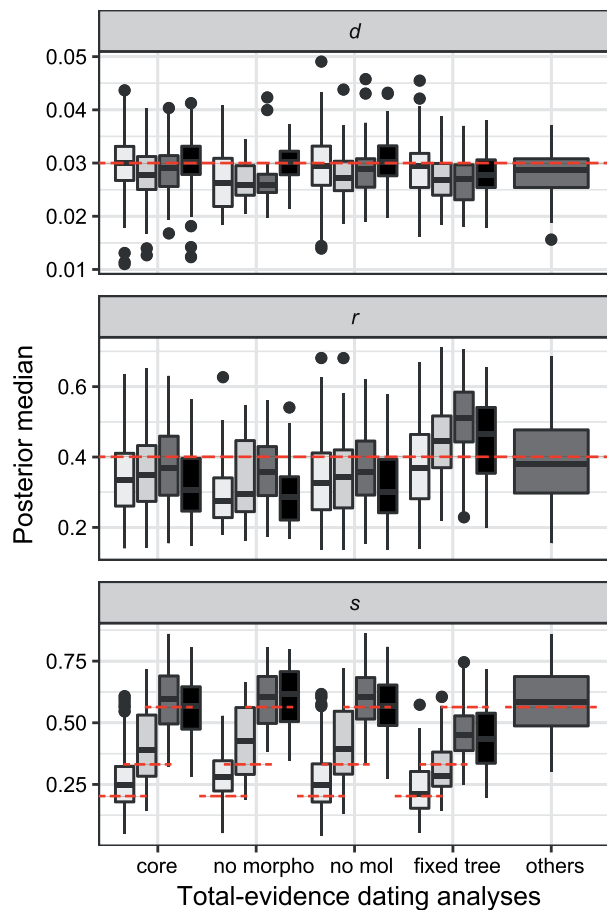 d
0.05
0.04
0.03
0.02
0.01
r
0.6
0.4
0.2
Posterior median
s
0.75
0.50
0.25
core no morpho no mol fixed tree others
Total-evidence dating analyses